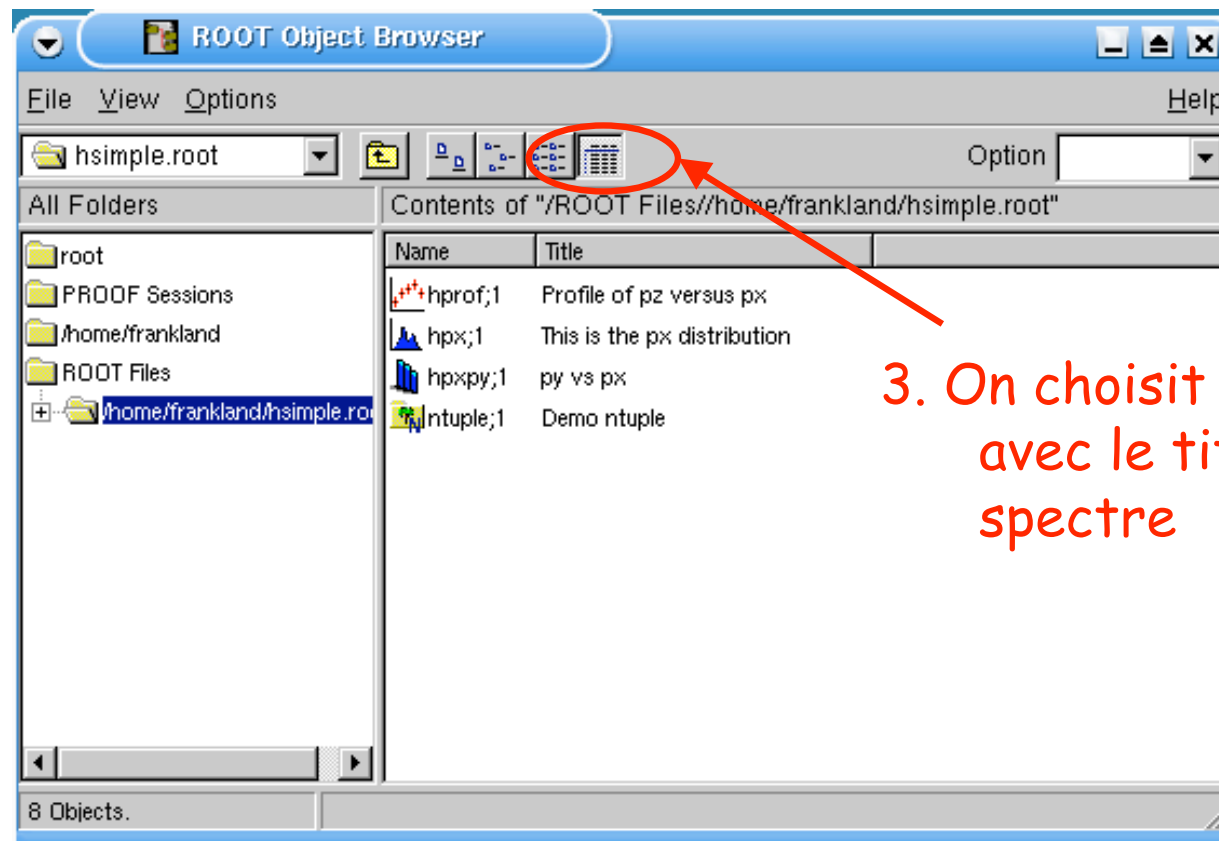 ROOT Object Browser
File View Options Help
hsimple.root Option
All Folders
Contents of "/ROOT Files//home/frankland/hsimple.root"
root
PROOF Sessions
/home/frankland
ROOT Files
/home/frankland/hsimple.ro
Name Title
hprof;1 Profile of pz versus px
hpx;1 This is the px distribution
hpxpy;1 py vs px
ntuple;1 Demo ntuple
3. On choisit
avec le
spectre
8 Objects.